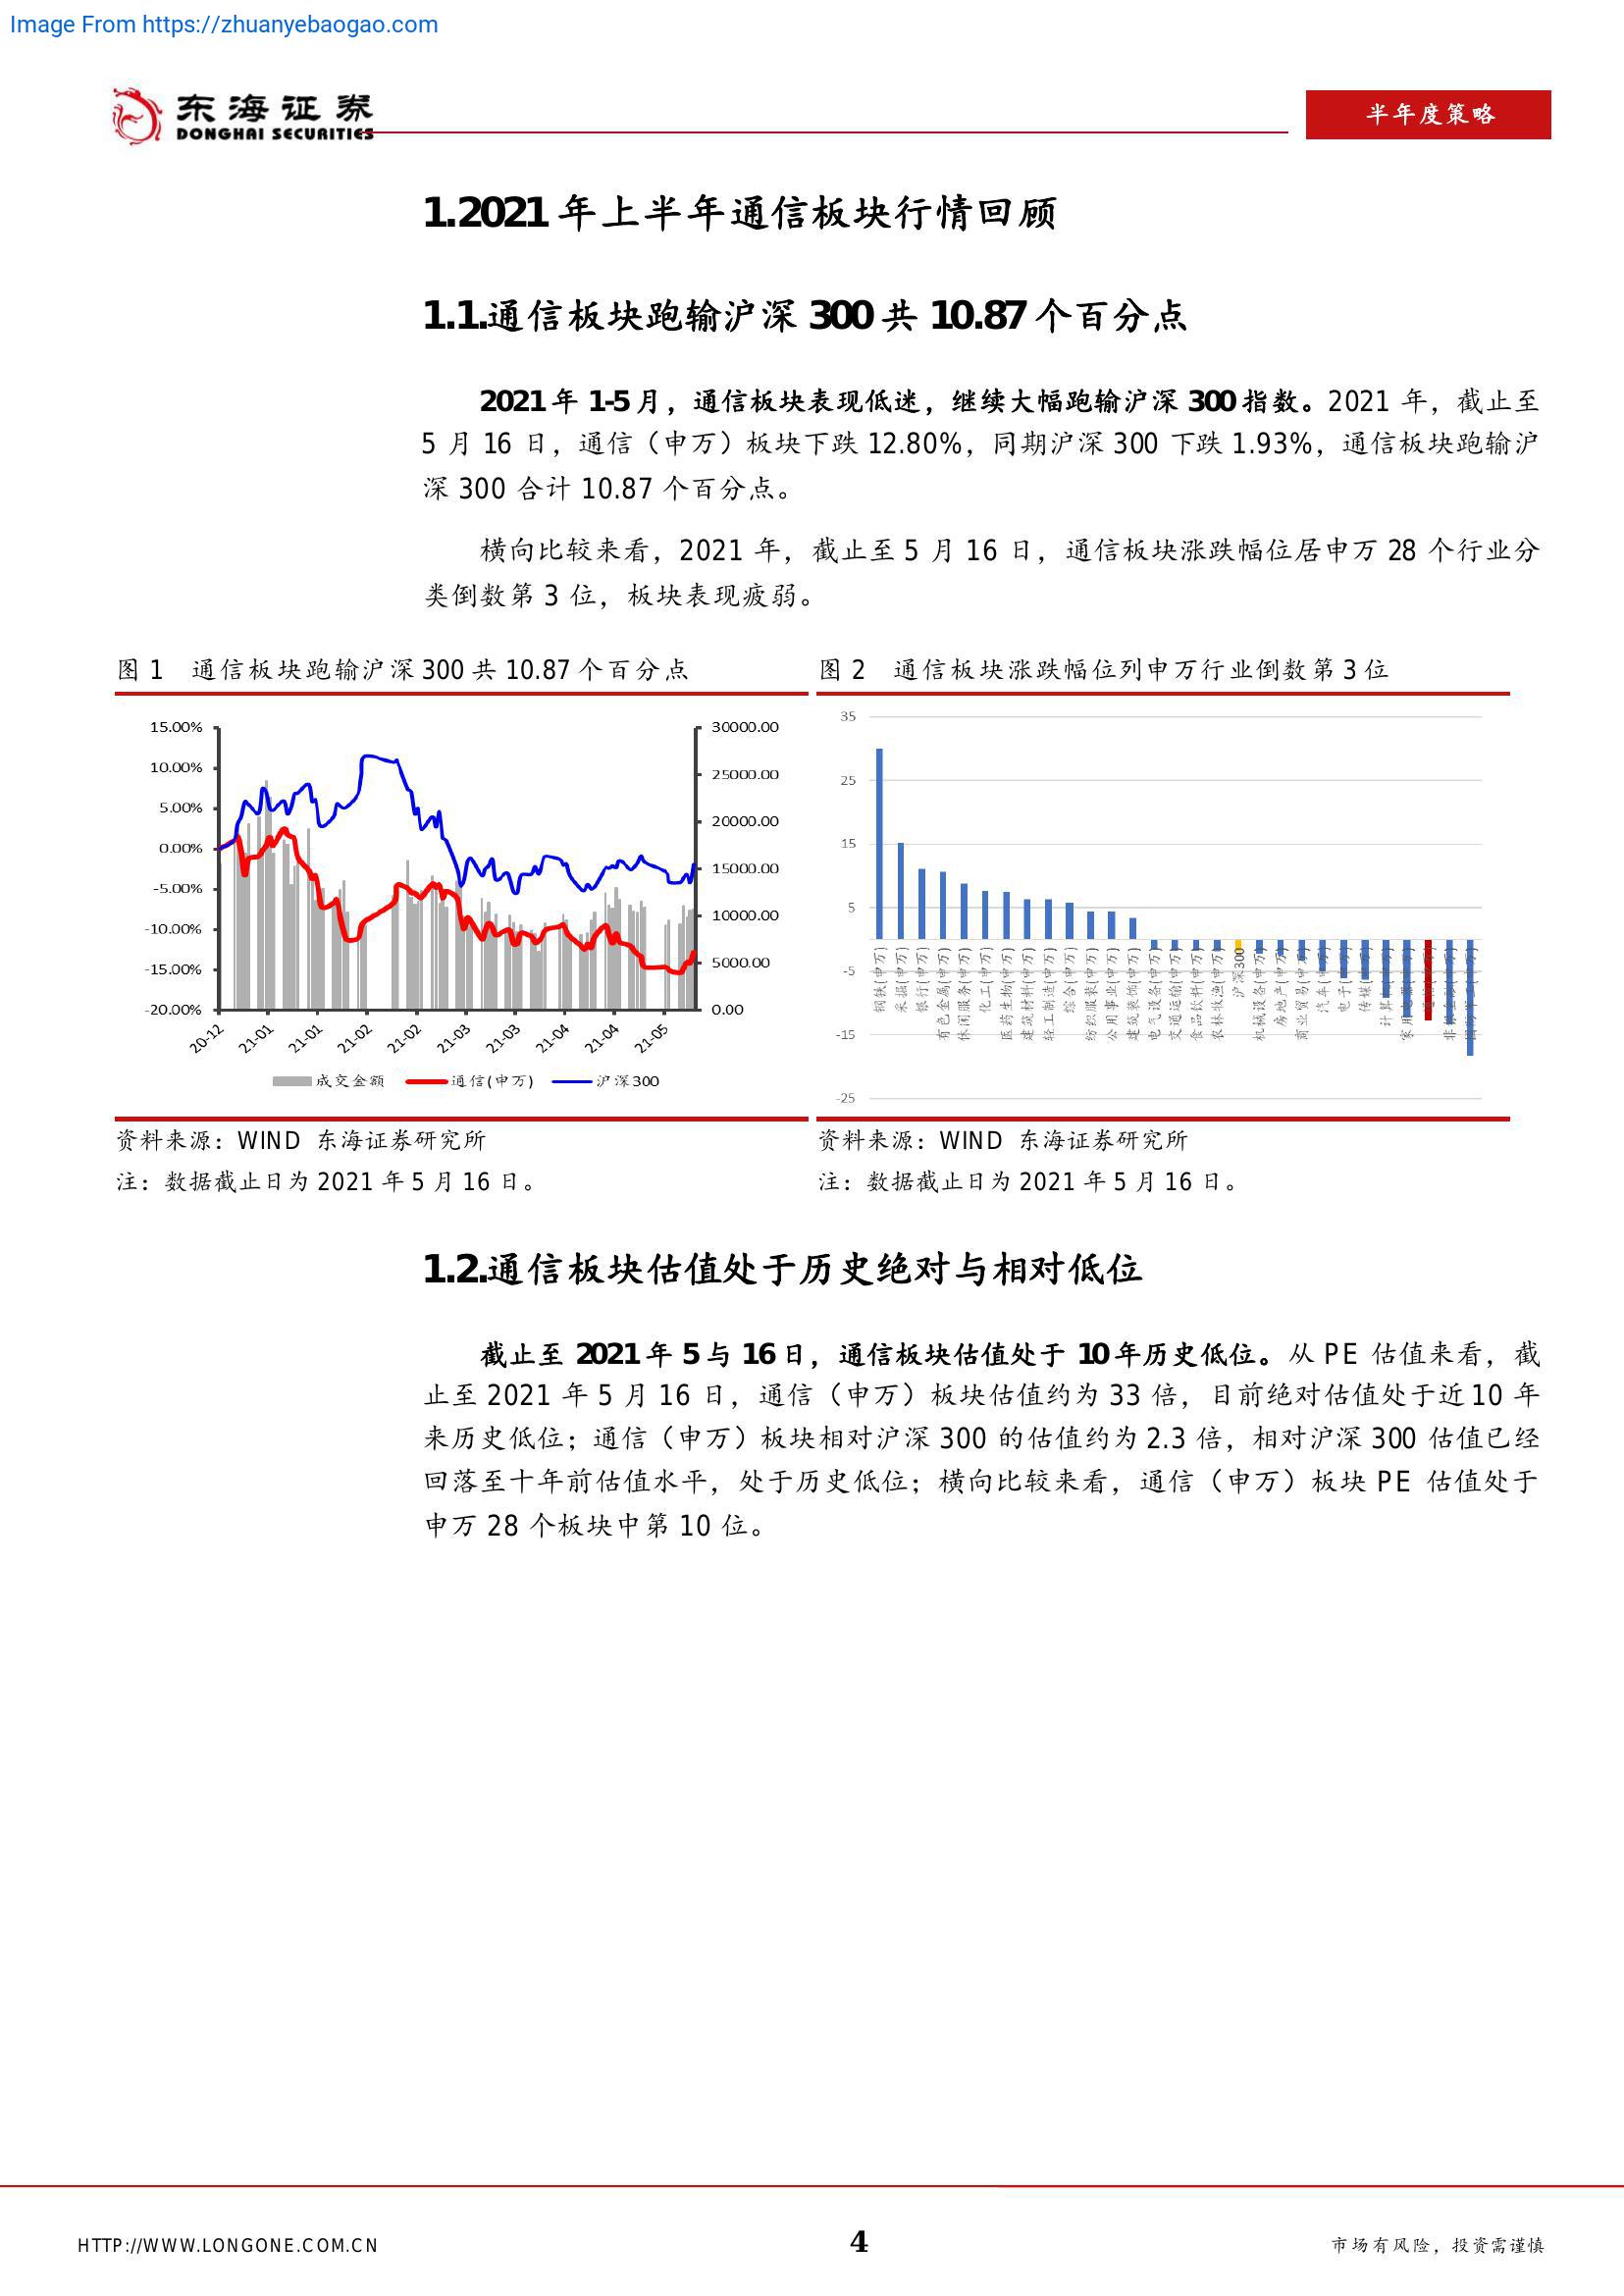 Image From https://zhuanyebaogao.com
东海证券
DONGHAI SECURITIES
半年度策略
1.2021 年上半年通信板块行情回顾
1.1.通信板块跑输沪深 300 共 10.87 个百分点
2021 年 1-5 月，通信板块表现低迷，继续大幅跑输沪深 300 指数。2021 年，截止至
5 月 16 日，通信（申万）板块下跌 12.80%，同期沪深 300 下跌 1.93%，通信板块跑输沪
深 300 合计 10.87 个百分点。
横向比较来看，2021 年，截止至 5 月 16 日，通信板块涨跌幅位居申万 28 个行业分
类倒数第 3 位，板块表现疲弱。
图 1 通信板块跑输沪深 300 共 10.87 个百分点
15.00%
10.00%
5.00%
0.00%
-5.00%
-10.00%
-15.00%
-20.00%
30000.00
25000.00
20000.00
15000.00
10000.00
5000.00
0.00
20-12
21-01
21-01
21-02
21-02
21-03
21-03
21-04
21-04
21-05
成交金额 通信(申万) 沪深300
资料来源：WIND 东海证券研究所
注：数据截止日为 2021 年 5 月 16 日。
图 2 通信板块涨跌幅位列申万行业倒数第 3 位
35
25
15
5
-5
-15
-25
钢铁(申万)
采掘(申万)
银行(申万)
有色金属(申万)
休闲服务(申万)
化工(申万)
医药生物(申万)
建筑材料(申万)
轻工制造(申万)
综合(申万)
纺织服装(申万)
公用事业(申万)
建筑装饰(申万)
电气设备(申万)
交通运输(申万)
食品饮料(申万)
农林牧渔(申万)
沪深300
机械设备(申万)
房地产(申万)
商业贸易(申万)
汽车(申万)
电子(申万)
传媒(申万)
资料来源：WIND 东海证券研究所
注：数据截止日为 2021 年 5 月 16 日。
1.2.通信板块估值处于历史绝对与相对低位
截止至 2021 年 5 与 16 日，通信板块估值处于 10 年历史低位。从 PE 估值来看，截
止至 2021 年 5 月 16 日，通信（申万）板块估值约为 33 倍，目前绝对估值处于近 10 年
来历史低位；通信（申万）板块相对沪深 300 的估值约为 2.3 倍，相对沪深 300 估值已经
回落至十年前估值水平，处于历史低位；横向比较来看，通信（申万）板块 PE 估值处于
申万 28 个板块中第 10 位。
HTTP://WWW.LONGONE.COM.CN
4
市场有风险，投资需谨慎